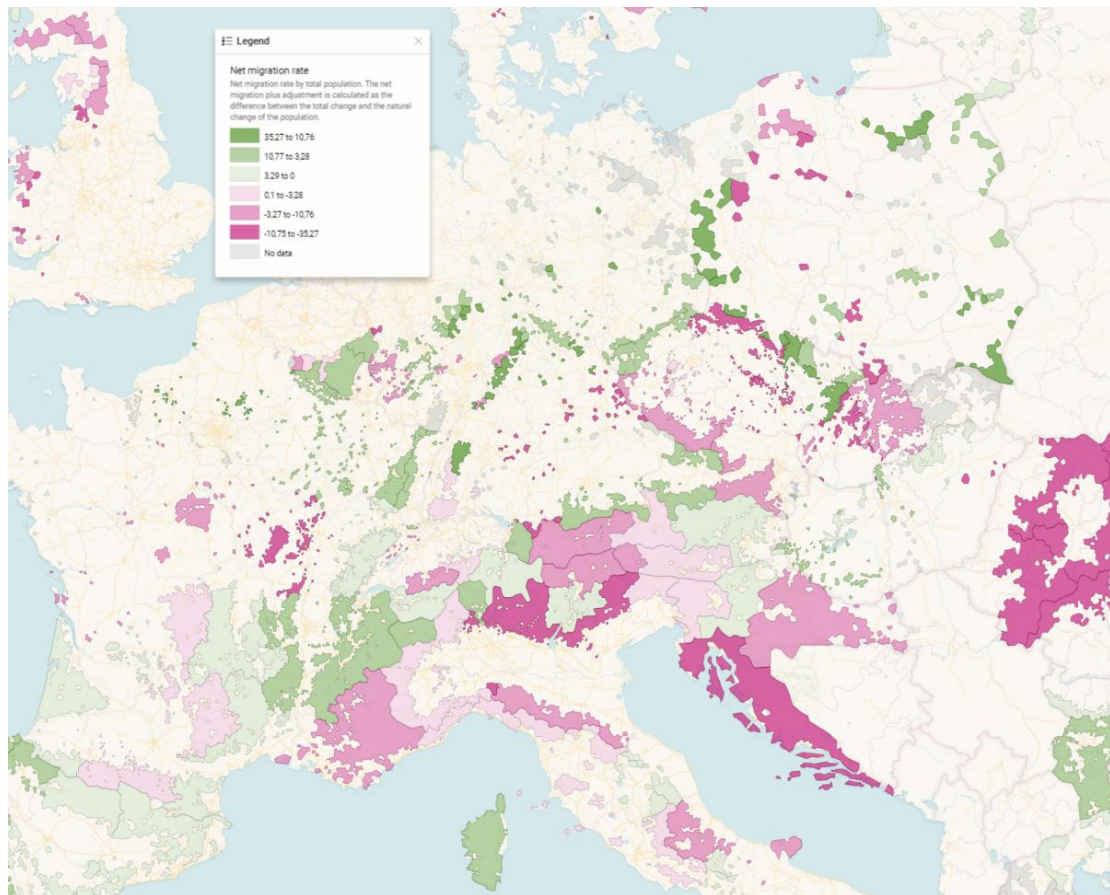 Legend
Net migration rate
Net migration rate by total population. The net
migration plus adjustment is calculated as the
difference between the total change and the natural
change of the population.
35,27 to 10,76
10,77 to 3,28
3,29 to 0
0,1 to -3,28
-3,27 to -10,76
-10,75 to -35,27
No data